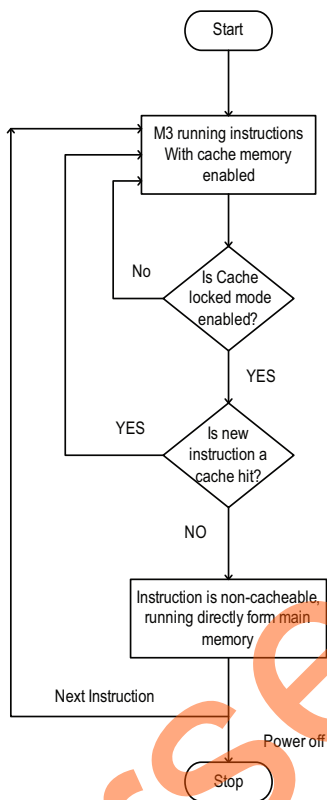 Start
M3 running instructions
With cache memory
enabled
No
Is Cache
locked mode
enabled?
YES
YES
Is new
instruction a
cache hit?
NO
Instruction is non-cacheable,
running directly form main
memory
Next Instruction
Power off
Stop